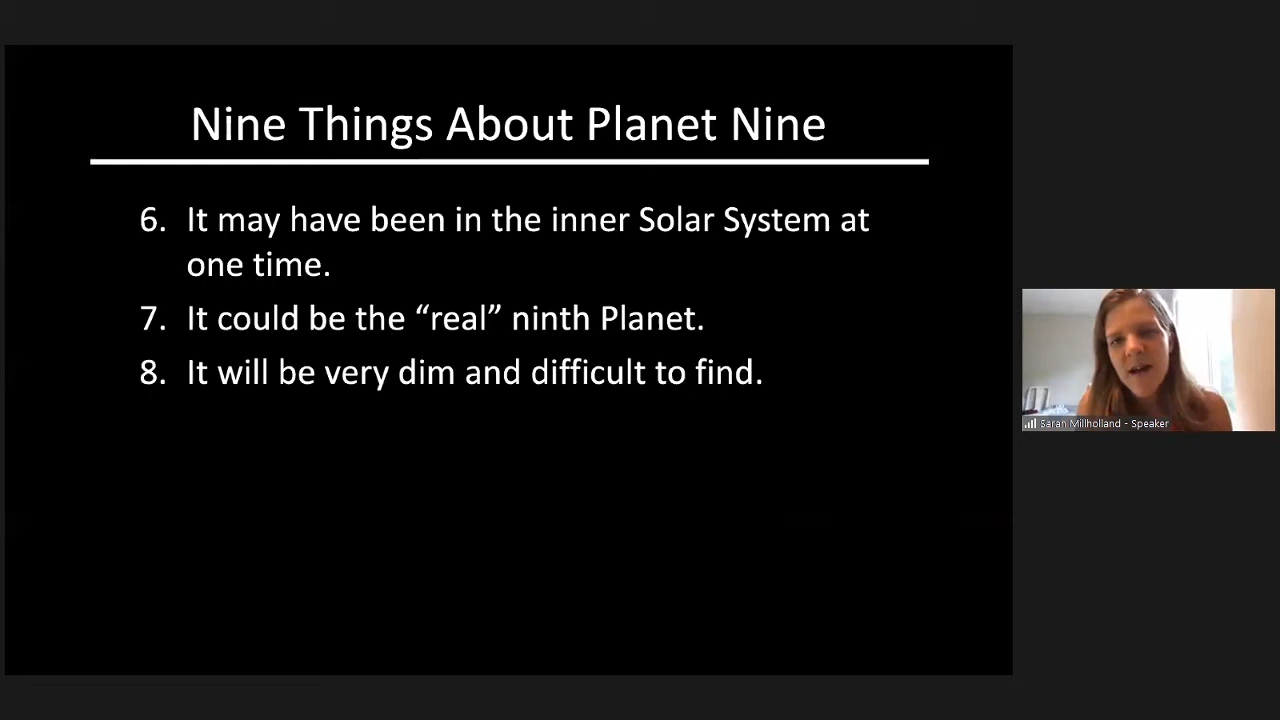 Nine Things About Planet Nine
6. It may have been in the inner Solar System at
one time.
7. It could be the “real” ninth Planet.
8. It will be very dim and difficult to find.
Sarah Millholland - Speaker